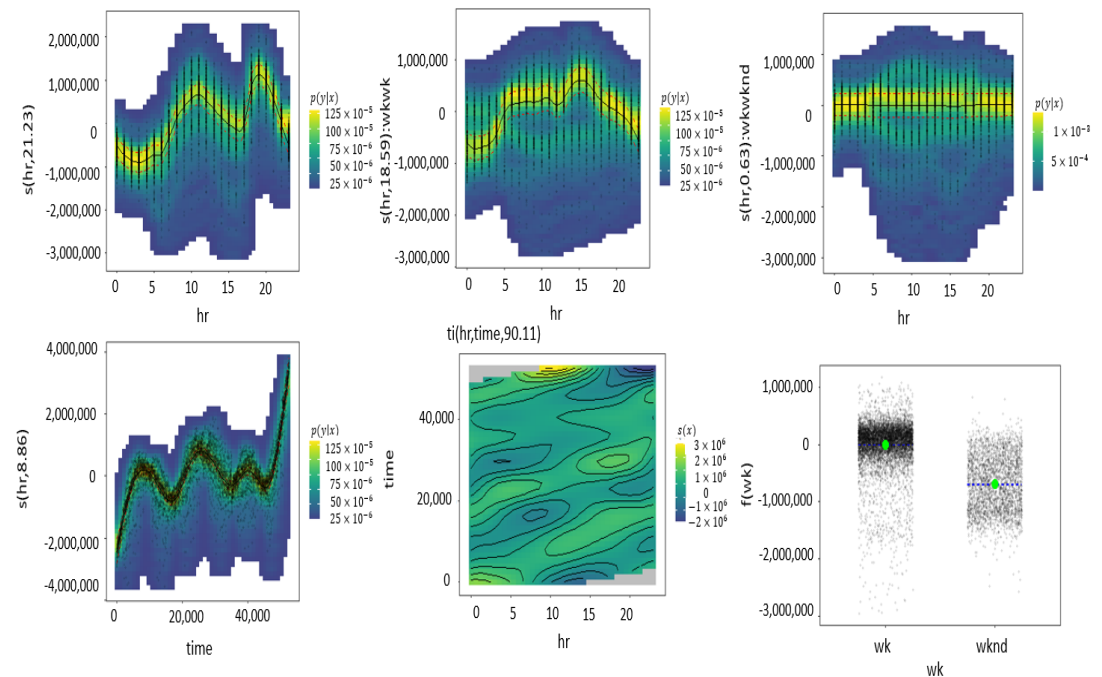 s(hr,21.23)
2,000,000
1,000,000
0
-1,000,000
-2,000,000
-3,000,000
0 5 10 15 20
hr
p(y|x)
125 × 10⁻⁵
100 × 10⁻⁵
75 × 10⁻⁶
50 × 10⁻⁶
25 × 10⁻⁶
s(hr,18.59):wkwk
1,000,000
0
-1,000,000
-2,000,000
-3,000,000
0 5 10 15 20
hr
p(y|x)
125 × 10⁻⁵
100 × 10⁻⁵
75 × 10⁻⁶
50 × 10⁻⁶
25 × 10⁻⁶
s(hr,0.63):wkwknd
1,000,000
0
-1,000,000
-2,000,000
-3,000,000
0 5 10 15 20
hr
p(y|x)
1 × 10⁻³
5 × 10⁻⁴
s(hr,8.86)
4,000,000
2,000,000
0
-2,000,000
-4,000,000
0 20,000 40,000
time
p(y|x)
125 × 10⁻⁵
100 × 10⁻⁵
75 × 10⁻⁶
50 × 10⁻⁶
25 × 10⁻⁶
ti(hr,time,90.11)
time
40,000
20,000
0
0 10 20
hr
s(x)
3 × 10⁶
2 × 10⁶
1 × 10⁶
0
−1 × 10⁶
−2 × 10⁶
f(wk)
1,000,000
0
-1,000,000
-2,000,000
-3,000,000
wk wknd
wk